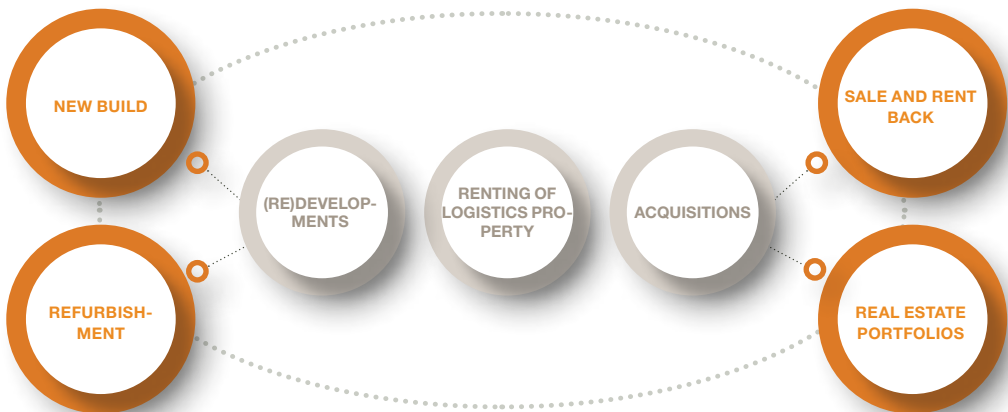 NEW BUILD
SALE AND RENT
BACK
(RE)DEVELOP-
MENTS
RENTING OF
LOGISTICS PRO-
PERTY
ACQUISITIONS
REFURBISH-
MENT
REAL ESTATE
PORTFOLIOS